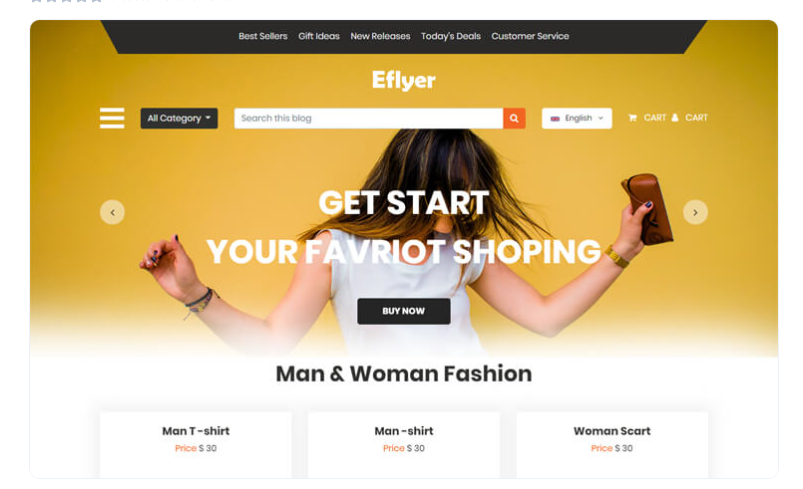 Best Sellers Gift Ideas New Releases Today's Deals Customer Service
Eflyer
All Category Search this blog English CART CART
GET START
YOUR FAVRIOT SHOPING
BUY NOW
Man & Woman Fashion
Man T -shirt Man -shirt Woman Scart
Price $ 30 Price $ 30 Price $ 30